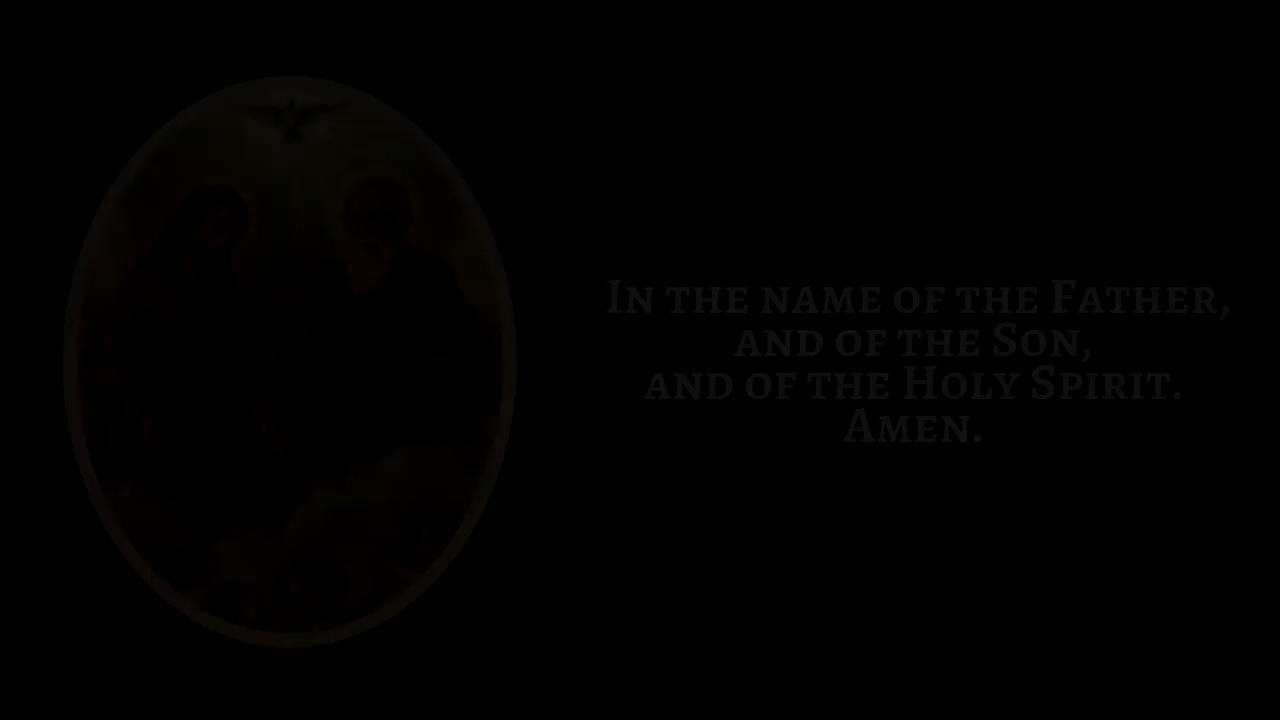 In the name of the Father,
and of the Son,
and of the Holy Spirit.
Amen.